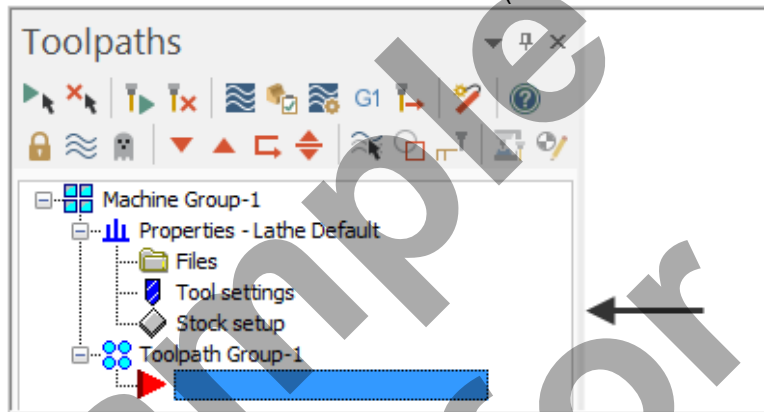 Toolpaths
G1
Machine Group-1
Properties - Lathe Default
Files
Tool settings
Stock setup
Toolpath Group-1